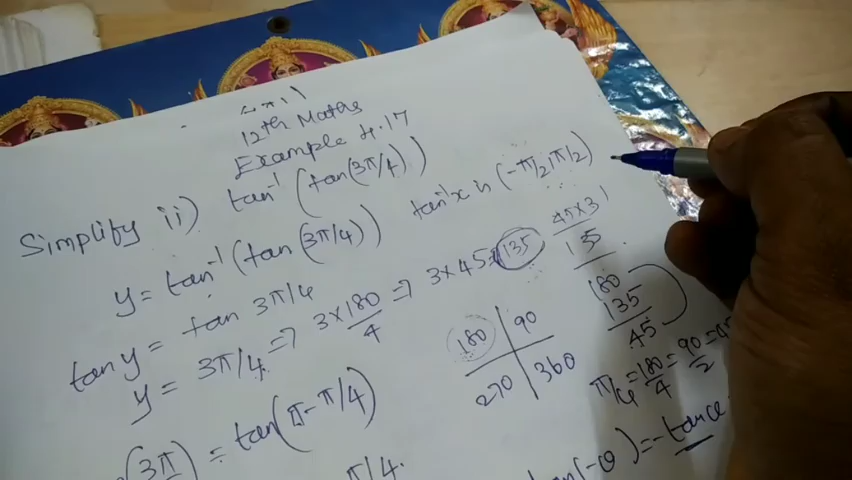 12th Maths
Example 4.17
Simplify ii) tan⁻¹(tan(3π/4))
y = tan⁻¹(tan(3π/4)) tan⁻¹x in (-π/2, π/2)
tan y = tan 3π/4
y = 3π/4 ⇒ 3×180/4 ⇒ 3×45 = 135
45×3
135
180
135
45
180 | 90
270 | 360
π/4 = 180/4 = 90/2 = 4
(3π = tan(π-π/4)
π/4.
(-θ) = -tan